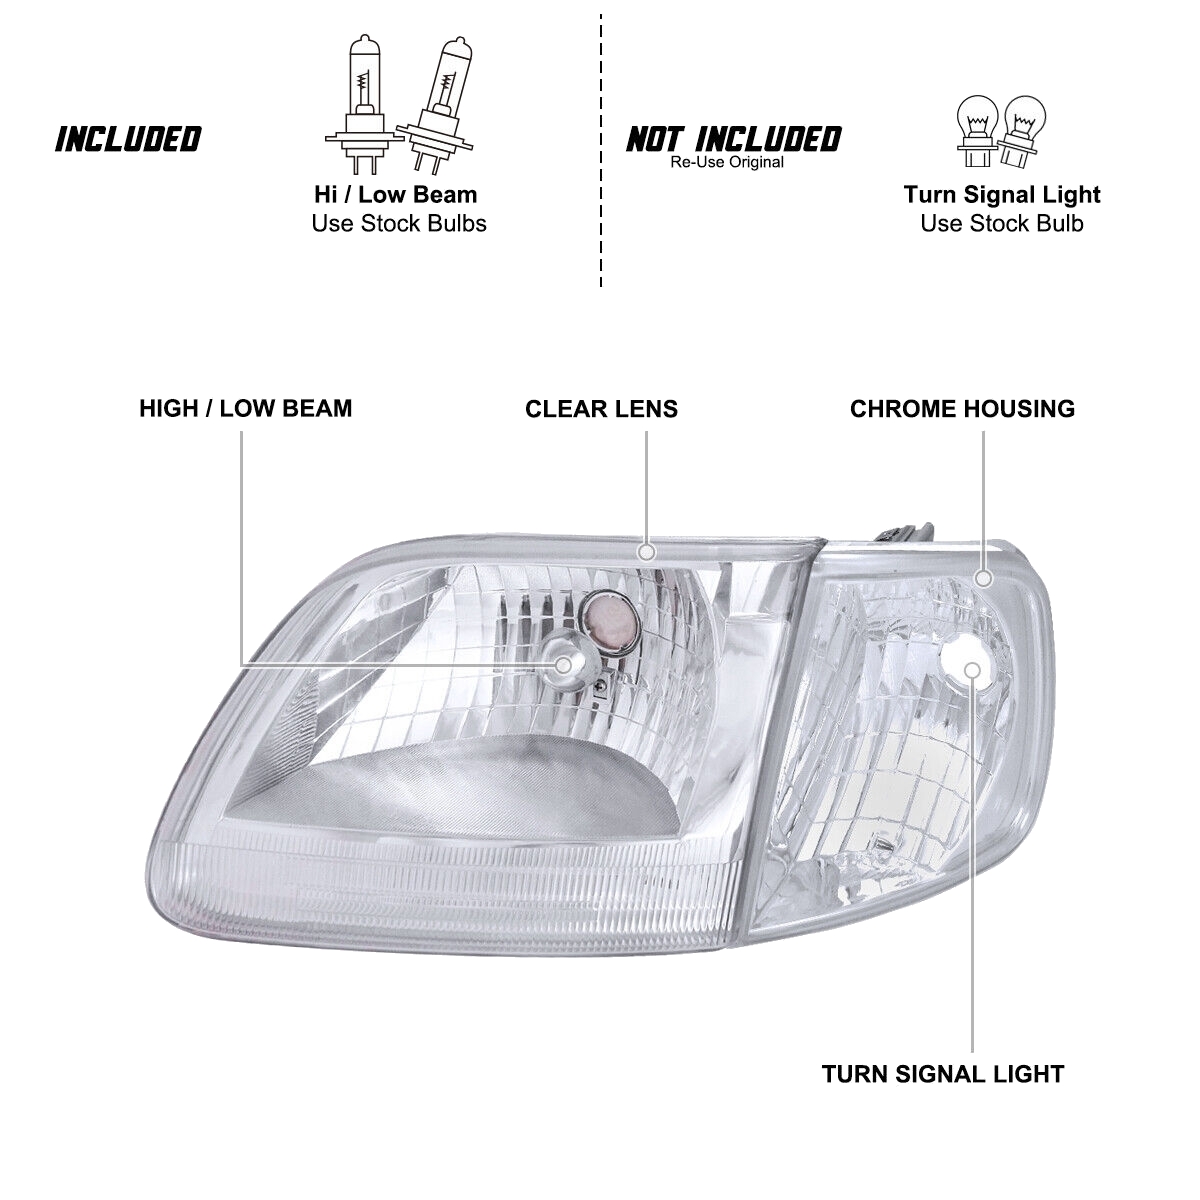 INCLUDED
Hi / Low Beam
Use Stock Bulbs
NOT INCLUDED
Re-Use Original
Turn Signal Light
Use Stock Bulb
HIGH / LOW BEAM
CLEAR LENS
CHROME HOUSING
TURN SIGNAL LIGHT